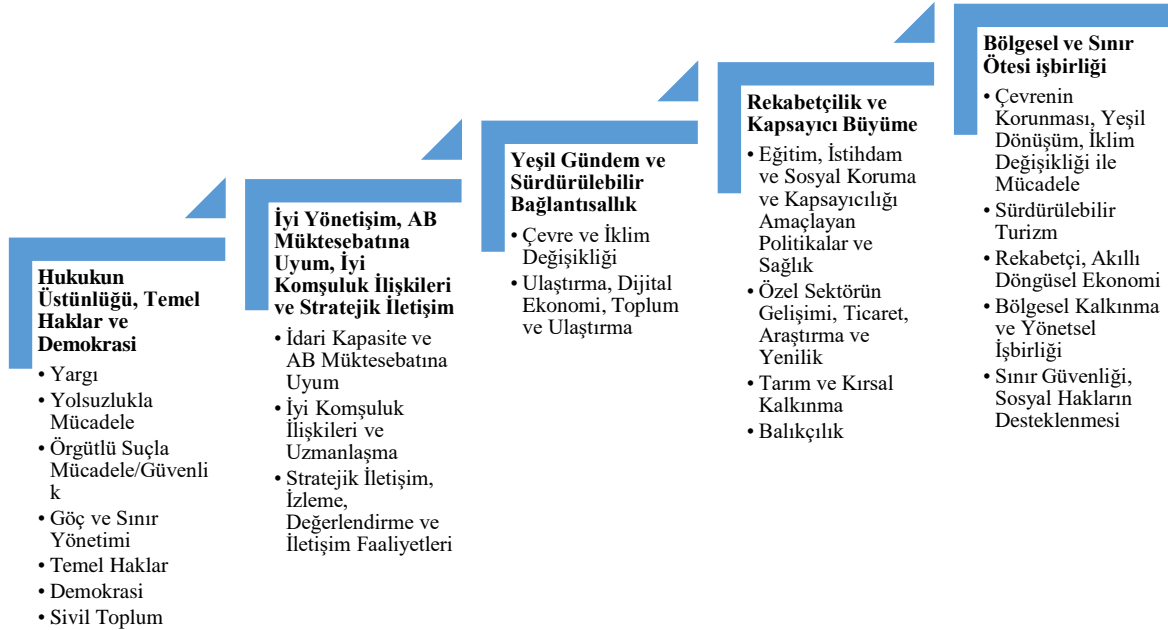 Hukukun
Üstünlüğü, Temel
Haklar ve
Demokrasi
• Yargı
• Yolsuzlukla
Mücadele
• Örgütlü Suçla
Mücadele/Güvenli
k
• Göç ve Sınır
Yönetimi
• Temel Haklar
• Demokrasi
• Sivil Toplum
İyi Yönetişim, AB
Müktesebatına
Uyum, İyi
Komşuluk İlişkileri
ve Stratejik İletişim
• İdari Kapasite ve
AB Müktesebatına
Uyum
• İyi Komşuluk
İlişkileri ve
Uzmanlaşma
• Stratejik İletişim,
İzleme,
Değerlendirme ve
İletişim Faaliyetleri
Yeşil Gündem ve
Sürdürülebilir
Bağlantısallık
• Çevre ve İklim
Değişikliği
• Ulaştırma, Dijital
Ekonomi, Toplum
ve Ulaştırma
Rekabetçilik ve
Kapsayıcı Büyüme
• Eğitim, İstihdam
ve Sosyal Koruma
ve Kapsayıcılığı
Amaçlayan
Politikalar ve
Sağlık
• Özel Sektörün
Gelişimi, Ticaret,
Araştırma ve
Yenilik
• Tarım ve Kırsal
Kalkınma
• Balıkçılık
Bölgesel ve Sınır
Ötesi işbirliği
• Çevrenin
Korunması, Yeşil
Dönüşüm, İklim
Değişikliği ile
Mücadele
• Sürdürülebilir
Turizm
• Rekabetçi, Akıllı
Döngüsel Ekonomi
• Bölgesel Kalkınma
ve Yönetsel
İşbirliği
• Sınır Güvenliği,
Sosyal Hakların
Desteklenmesi